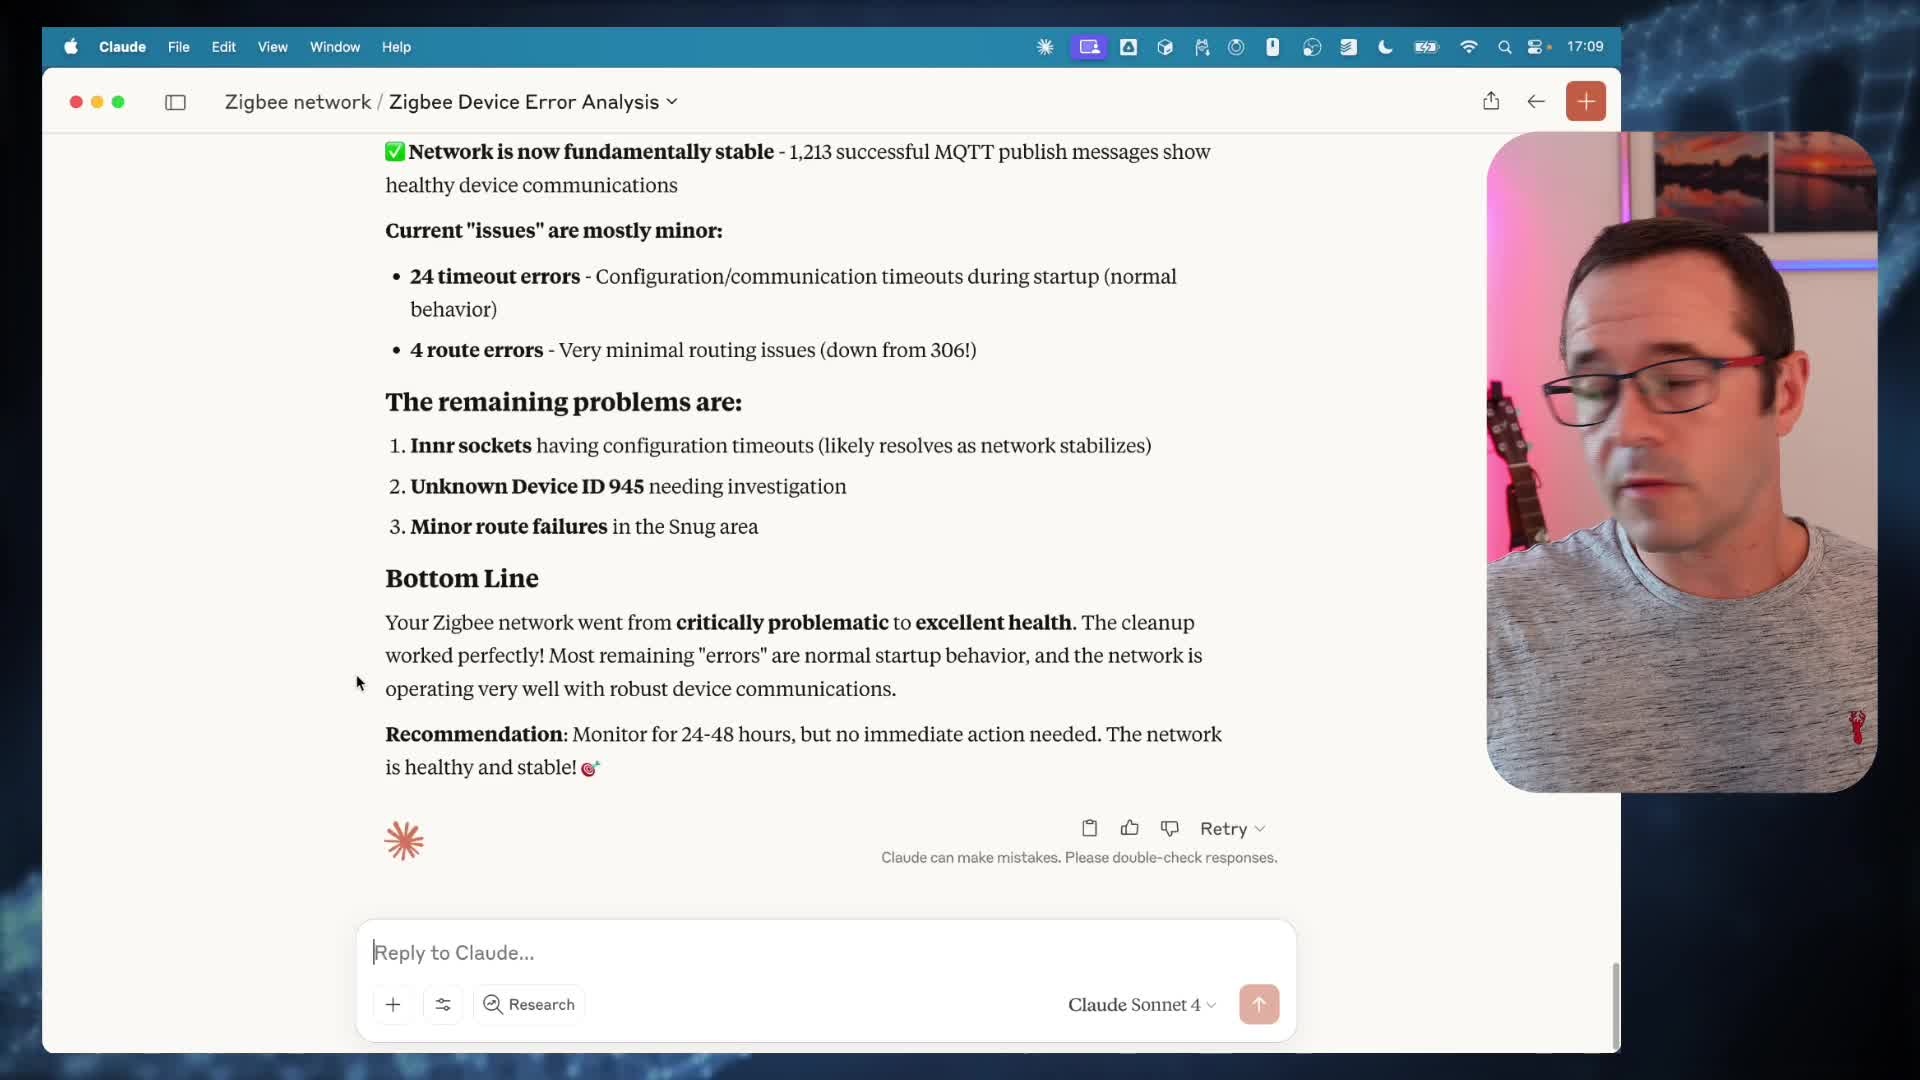 Claude File Edit View Window Help 17:09
Zigbee network / Zigbee Device Error Analysis
✅ Network is now fundamentally stable - 1,213 successful MQTT publish messages show
healthy device communications
Current "issues" are mostly minor:
• 24 timeout errors - Configuration/communication timeouts during startup (normal
behavior)
• 4 route errors - Very minimal routing issues (down from 306!)
The remaining problems are:
1. Innr sockets having configuration timeouts (likely resolves as network stabilizes)
2. Unknown Device ID 945 needing investigation
3. Minor route failures in the Snug area
Bottom Line
Your Zigbee network went from critically problematic to excellent health. The cleanup
worked perfectly! Most remaining "errors" are normal startup behavior, and the network is
operating very well with robust device communications.
Recommendation: Monitor for 24-48 hours, but no immediate action needed. The network
is healthy and stable! 🎯
Retry
Claude can make mistakes. Please double-check responses.
Reply to Claude...
Research
Claude Sonnet 4